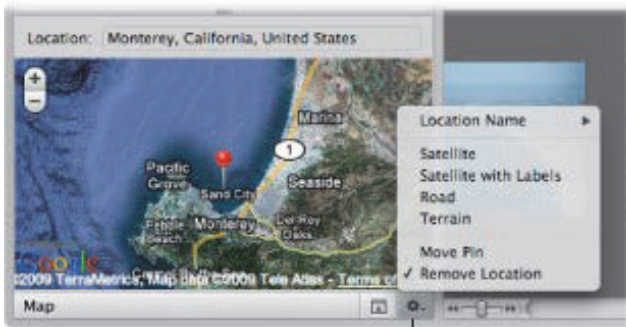 Location: Monterey, California, United States
+
−
Marina
1
Pacific Grove
Sand City
Seaside
Pebble Beach
Monterey
Del Rey Oaks
Google
©2009 TerraMetrics, Map data ©2009 Tele Atlas - Terms of
Map
Location Name
Satellite
Satellite with Labels
Road
Terrain
Move Pin
✓ Remove Location